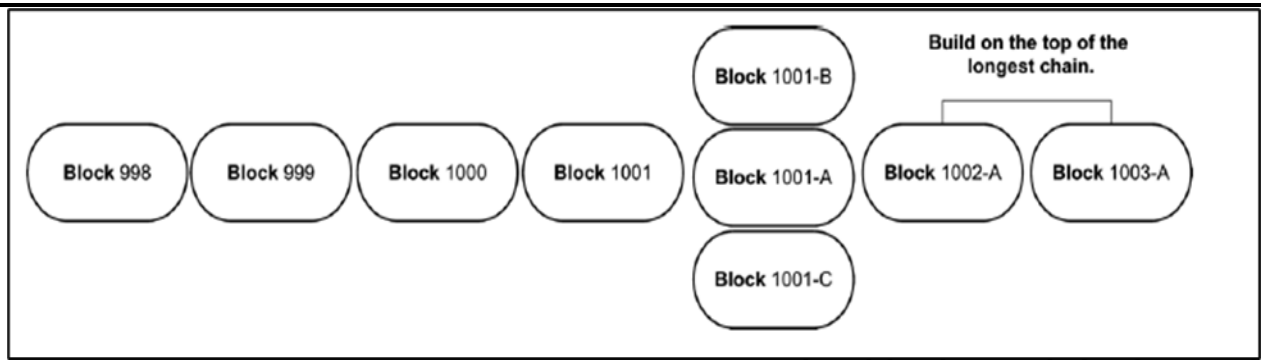 Build on the top of the
longest chain.
Block 1001-B
Block 998
Block 999
Block 1000
Block 1001
Block 1001-A
Block 1002-A
Block 1003-A
Block 1001-C